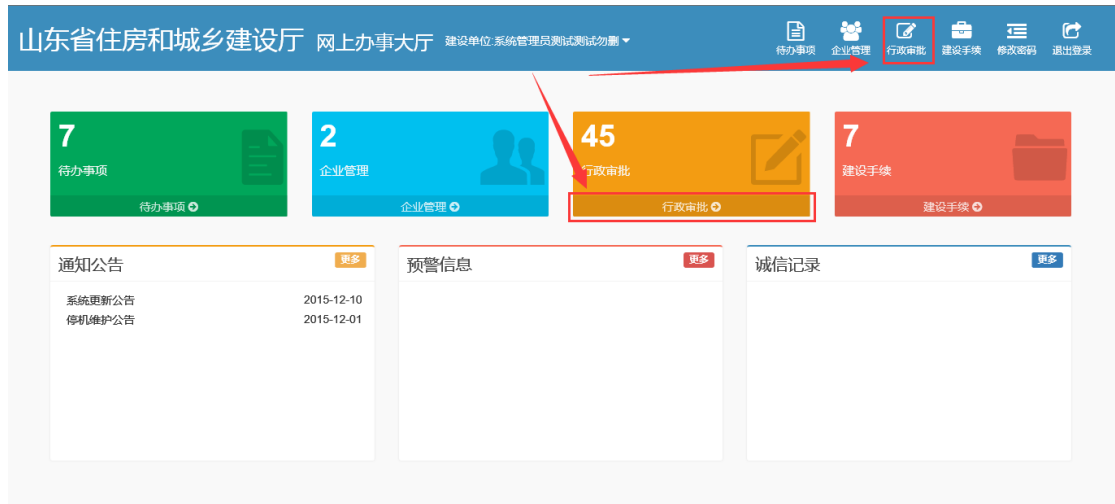 山东省住房和城乡建设厅 网上办事大厅 建设单位:系统管理员测试测试勿删
待办事项 企业管理 行政审批 建设手续 修改密码 退出登录
7 2 45 7
待办事项 企业管理 行政审批 建设手续
待办事项 企业管理 行政审批 建设手续
通知公告 更多 预警信息 更多 诚信记录 更多
系统更新公告 2015-12-10
停机维护公告 2015-12-01